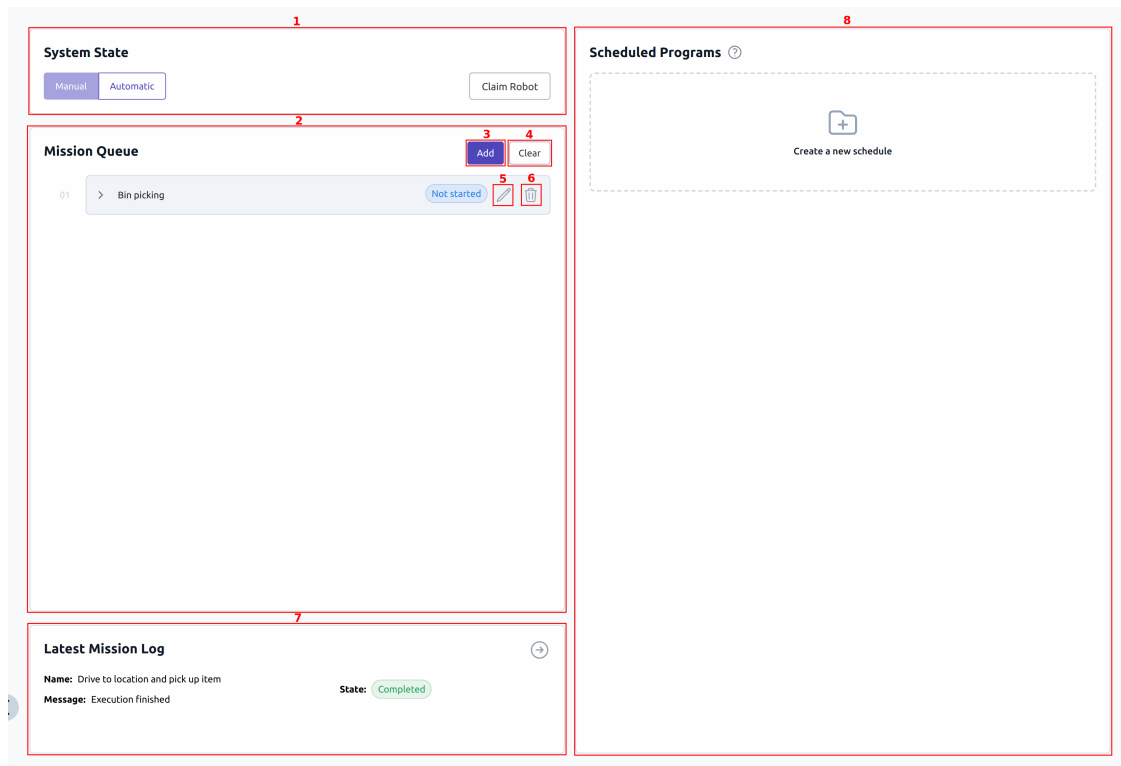 1
System State
Manual
Automatic
Claim Robot
2
Mission Queue
3
Add
4
Clear
01
Bin picking
Not started
5
6
7
Latest Mission Log
Name: Drive to location and pick up item
Message: Execution finished
State: Completed
8
Scheduled Programs ?
Create a new schedule